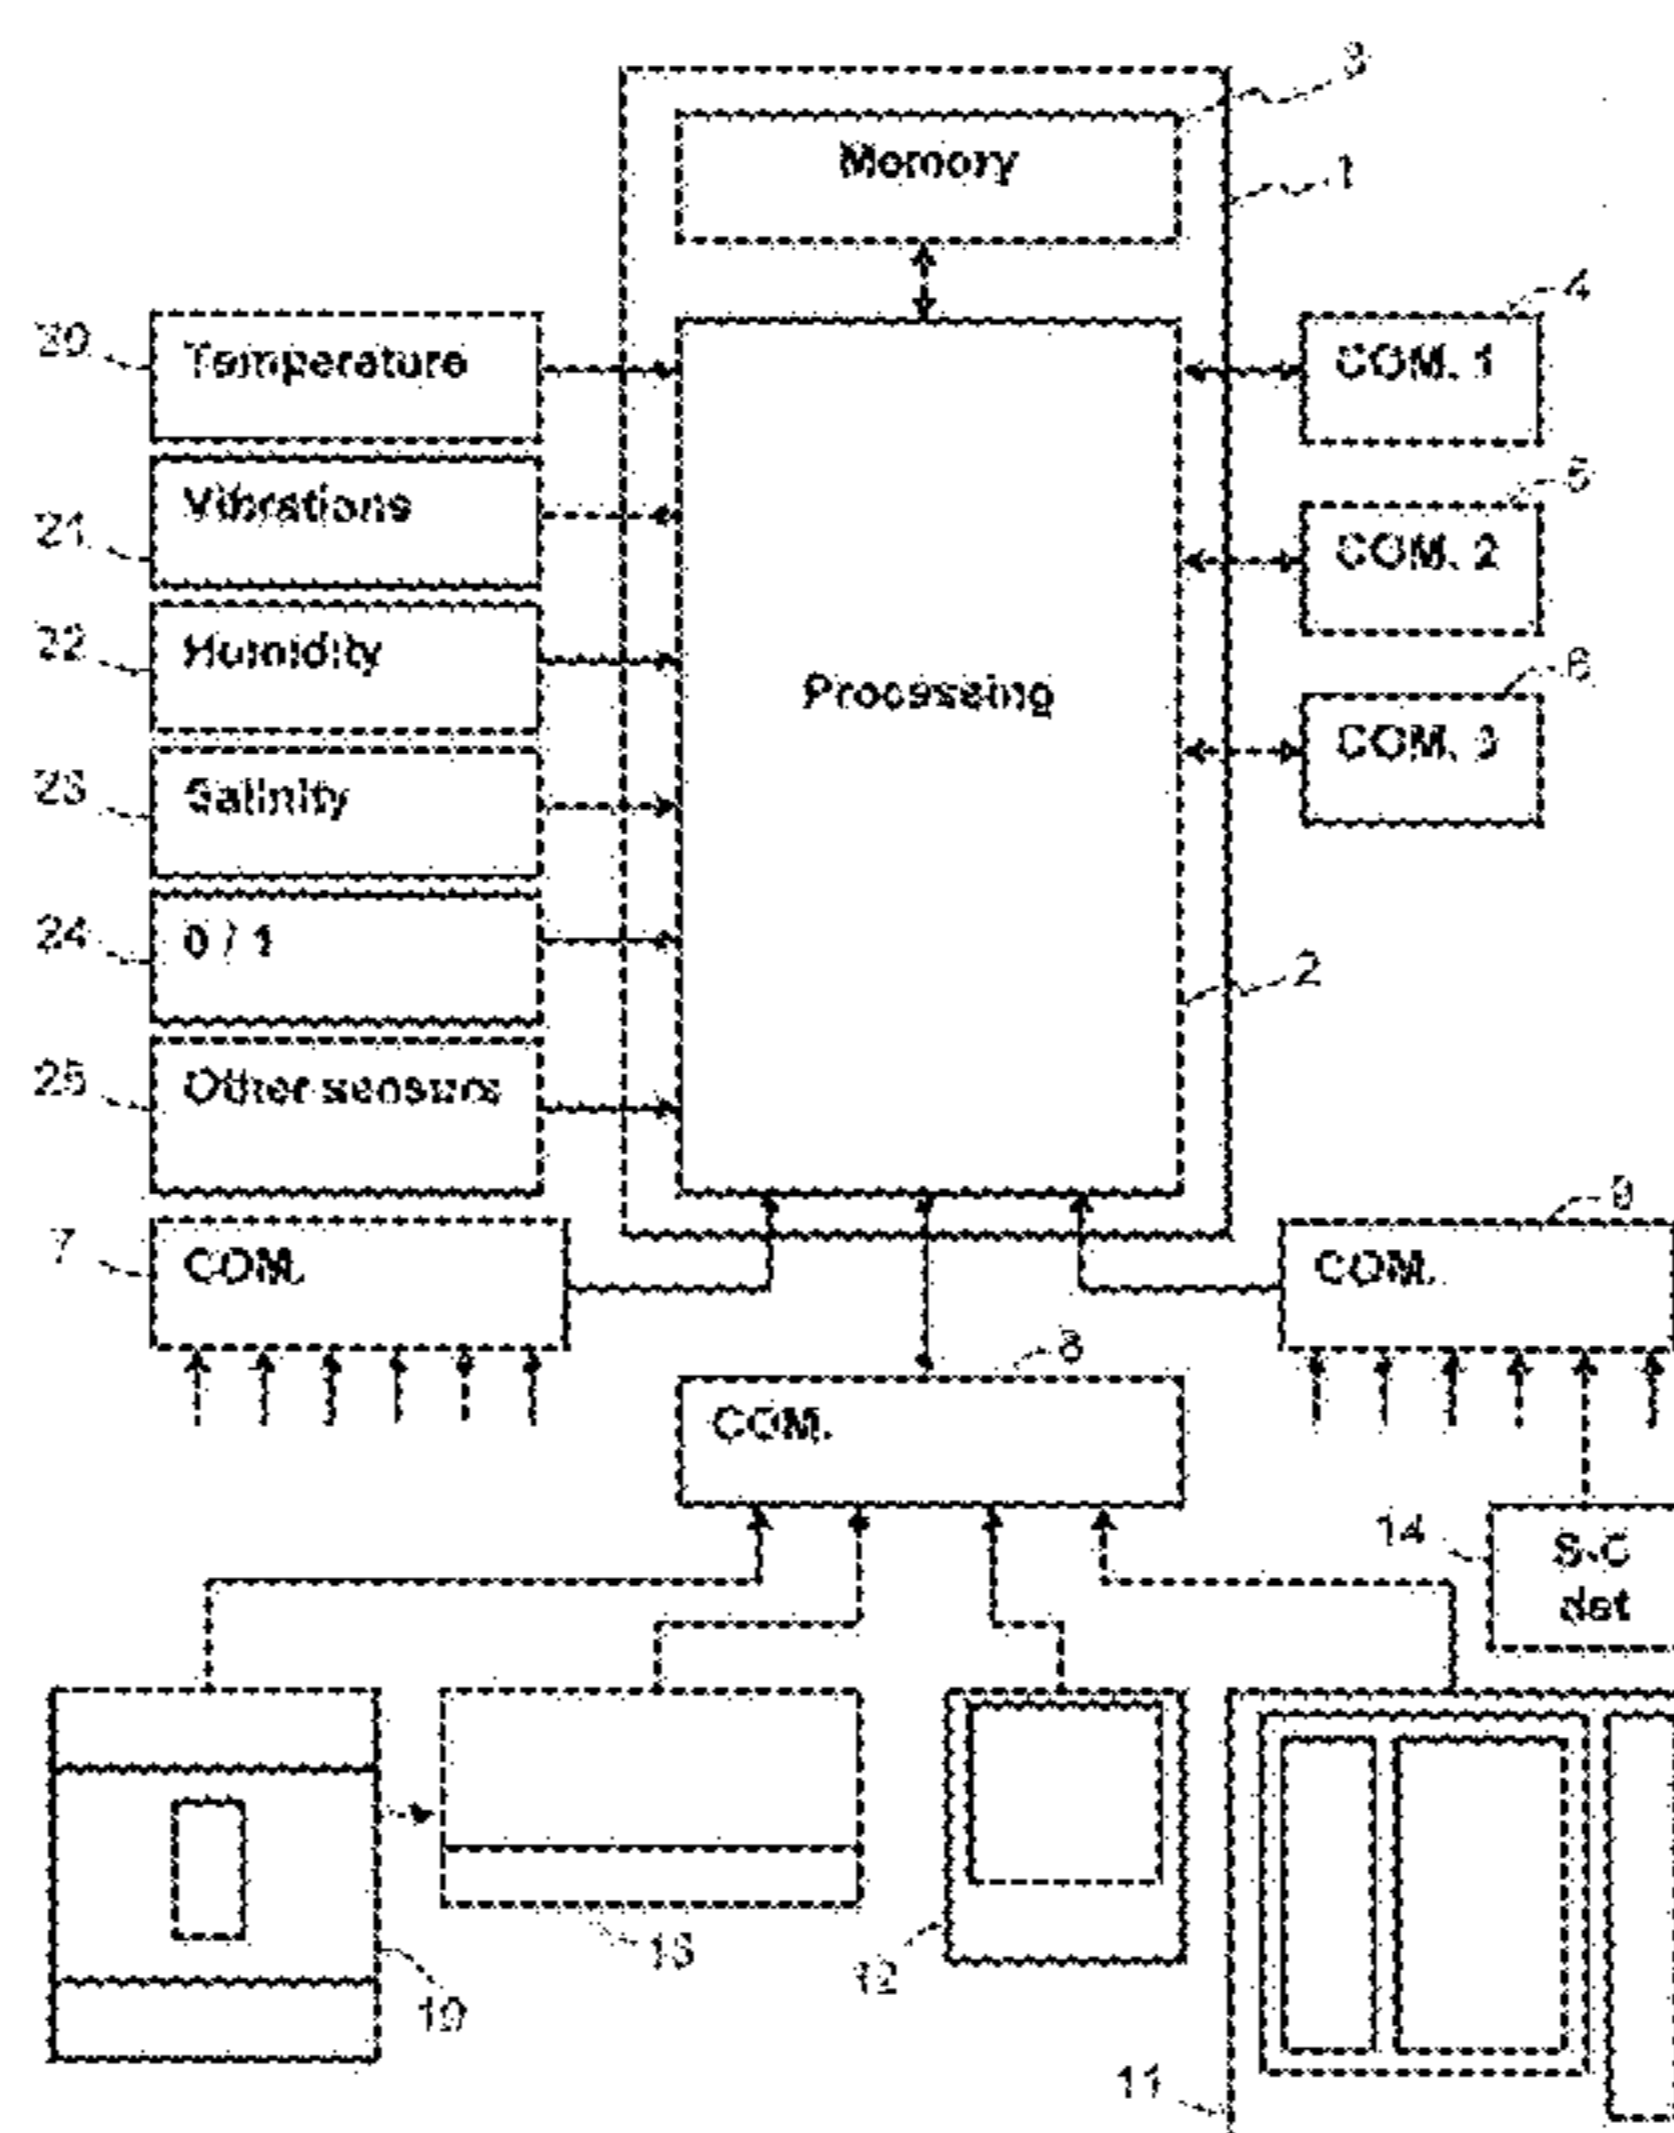 3
Memory
1
4
20
Temperature
COM. 1
Vibrations
5
21
COM. 2
22
Humidity
6
Processing
COM. 3
23
Salinity
24
0 / 1
2
25
Other sensors
9
7
COM.
COM.
8
COM.
14
S-C
det
13
12
10
11